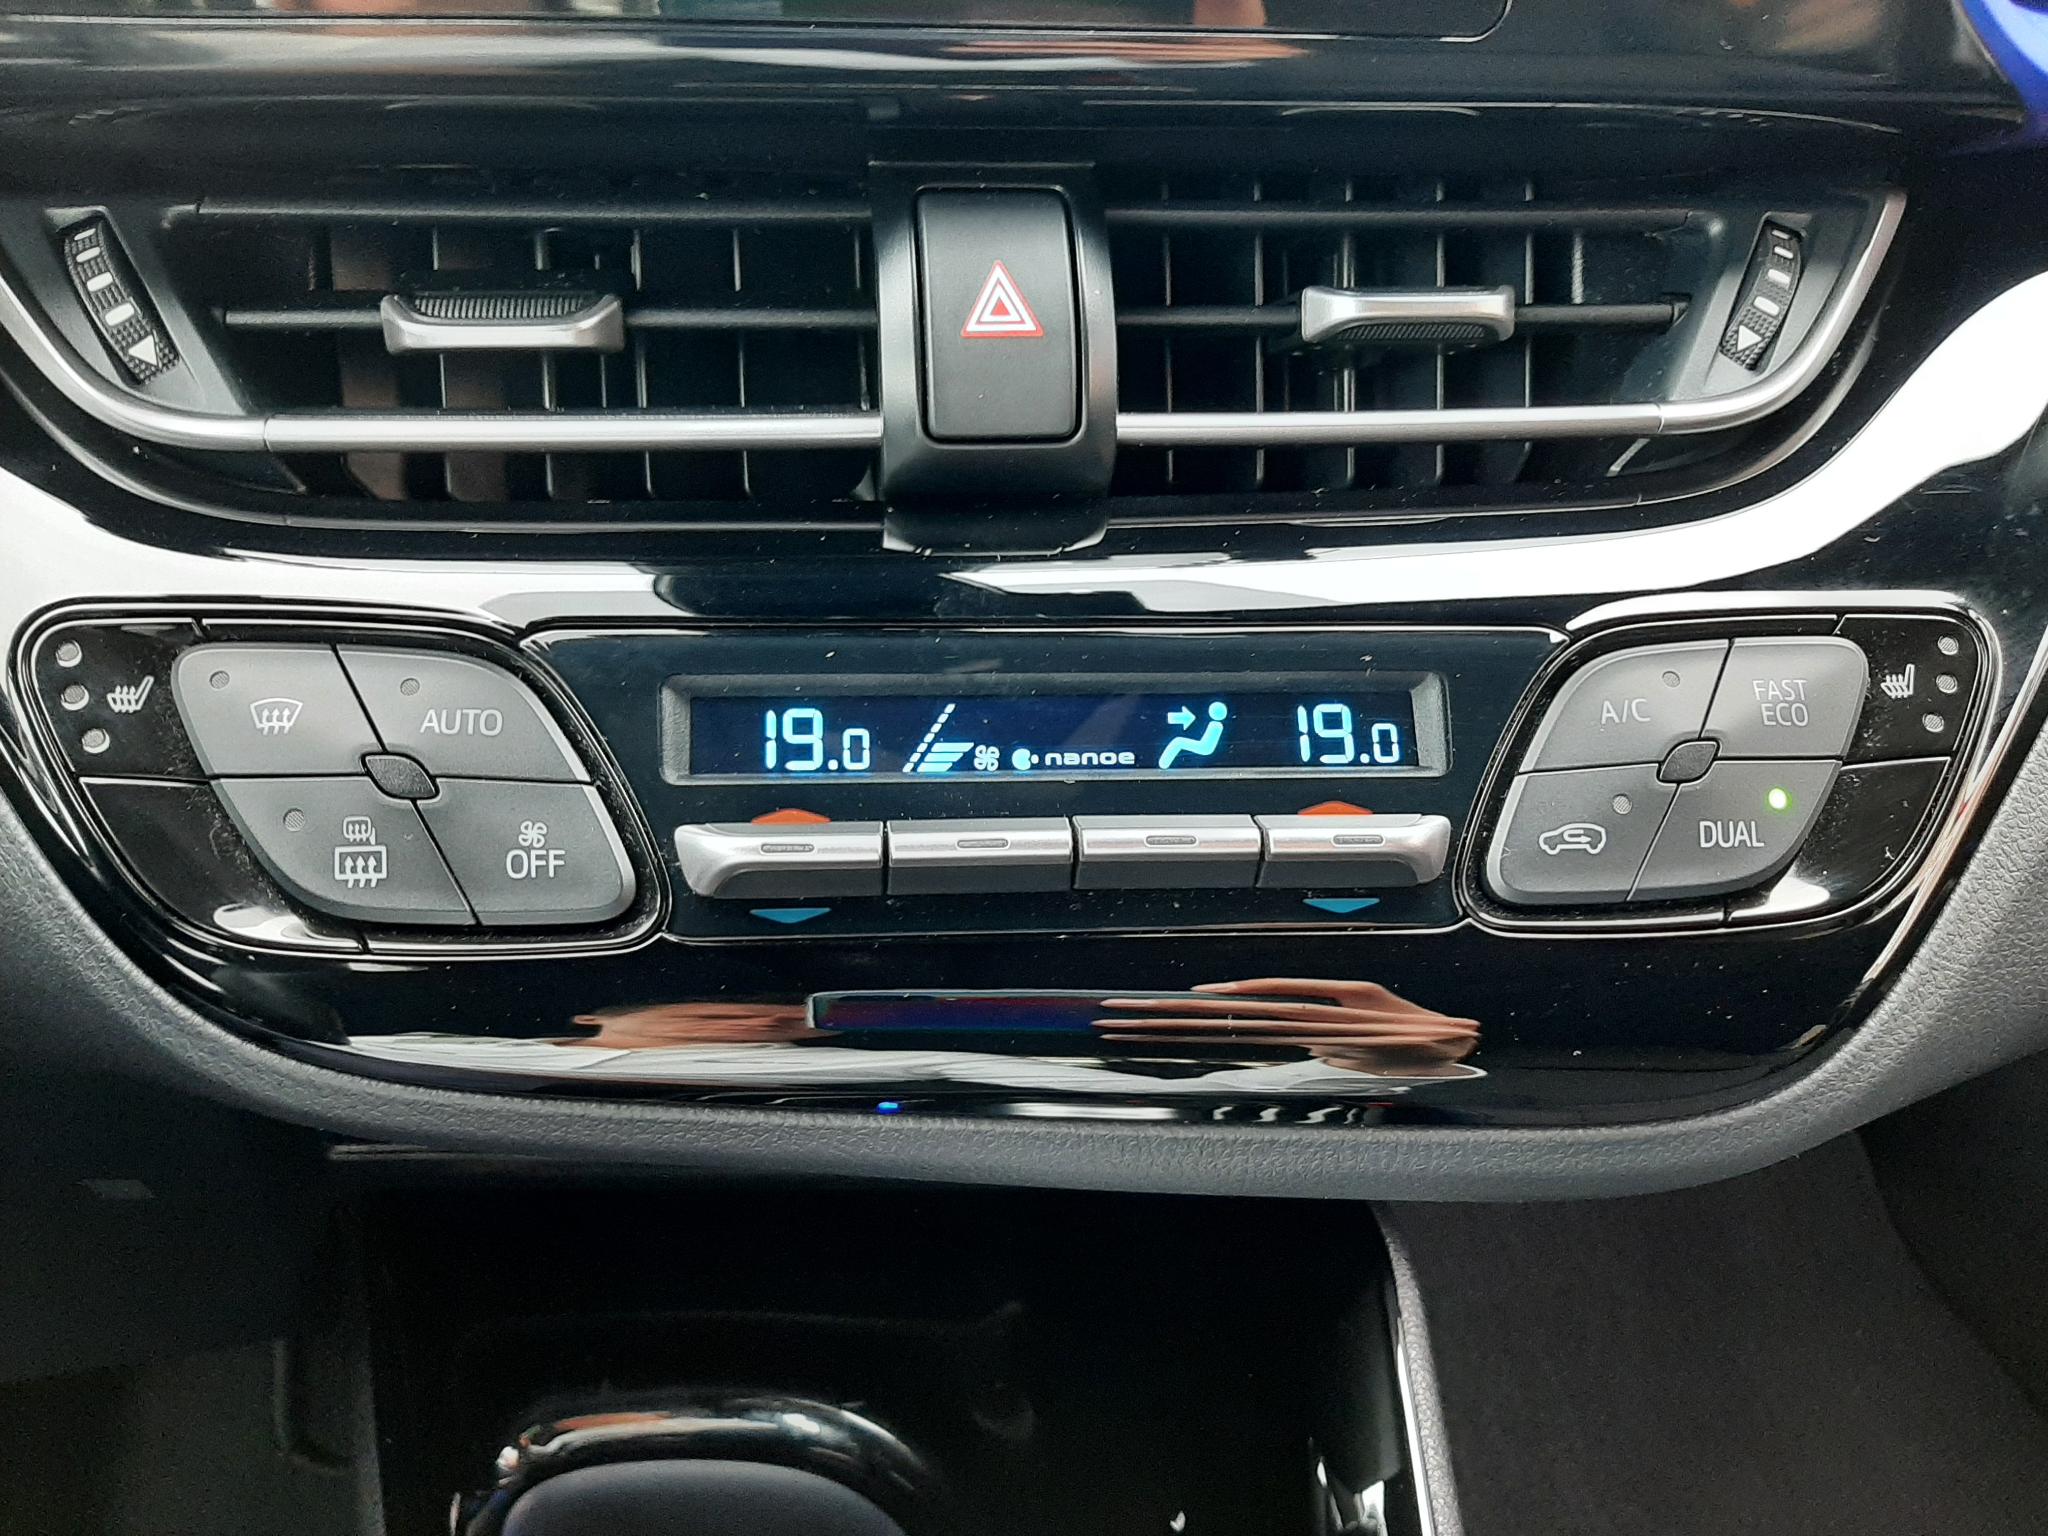 AUTO
OFF
19.0
nanoe
19.0
A/C
FAST
ECO
DUAL